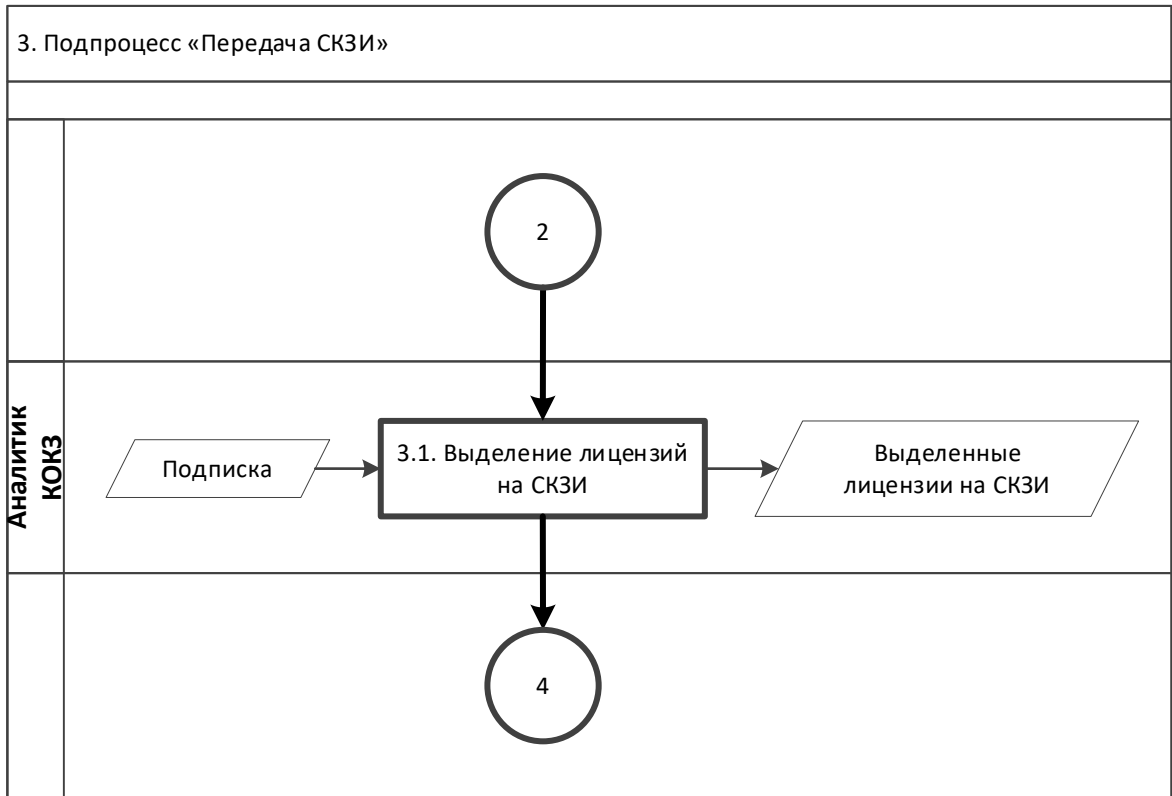 3. Подпроцесс «Передача СКЗИ»
2
Аналитик
КОКЗ
Подписка
3.1. Выделение лицензий
на СКЗИ
Выделенные
лицензии на СКЗИ
4